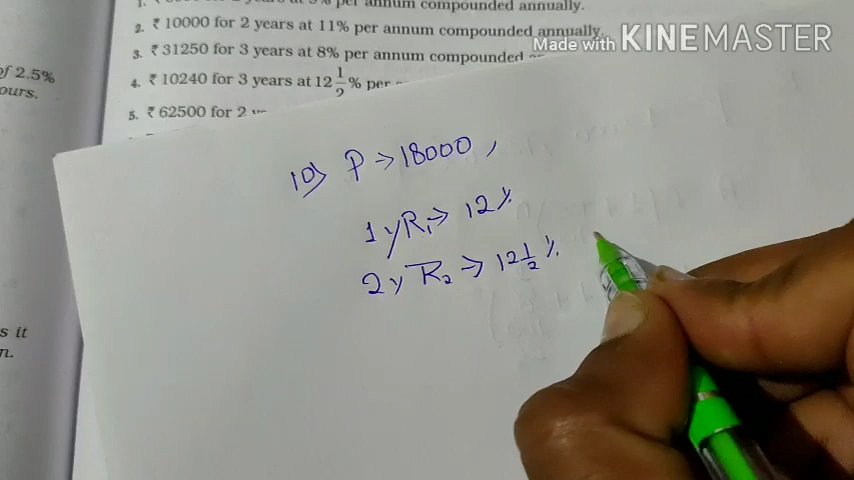 per annum compounded annually.
2. ₹ 10000 for 2 years at 11% per annum compounded annually.
Made with KINEMASTER
3. ₹ 31250 for 3 years at 8% per annum compounded
4. ₹ 10240 for 3 years at 12 1/2 % per
5. ₹ 62500 for 2
of 2.5%
ours.
10) P → 18000,
1 y R₁ → 12 %
2 y R₂ → 12 1/2 %
s it
n.